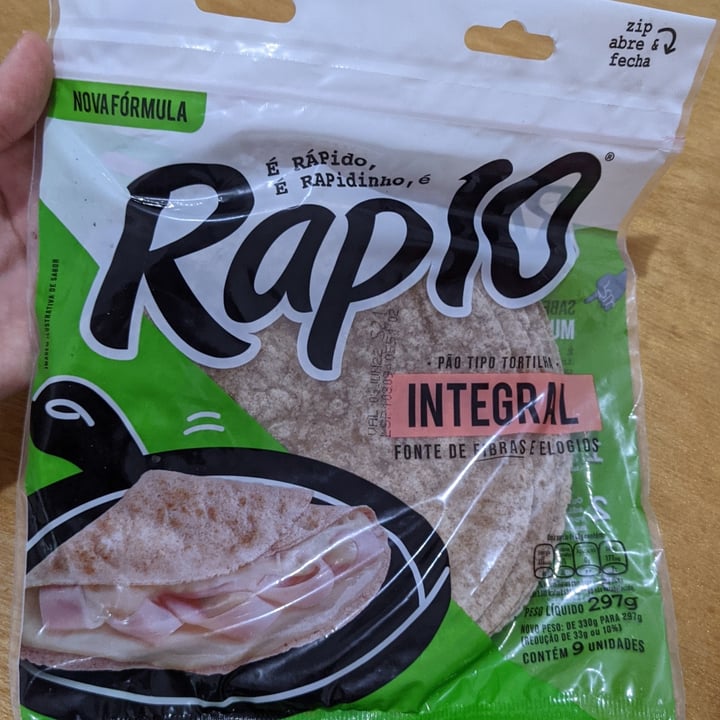 zip
abre &
fecha
NOVA FÓRMULA
É RÁPido,
É RAPidinho, é
Rap10®
IMAGEM ILUSTRATIVA DE SABOR
• PÃO TIPO TORTILHA •
INTEGRAL
FONTE DE FIBRAS E ELOGIOS
PESO LÍQUIDO 297g
NOVO PESO: DE 330g PARA 297g
(REDUÇÃO DE 33g ou 10%)
CONTÉM 9 UNIDADES